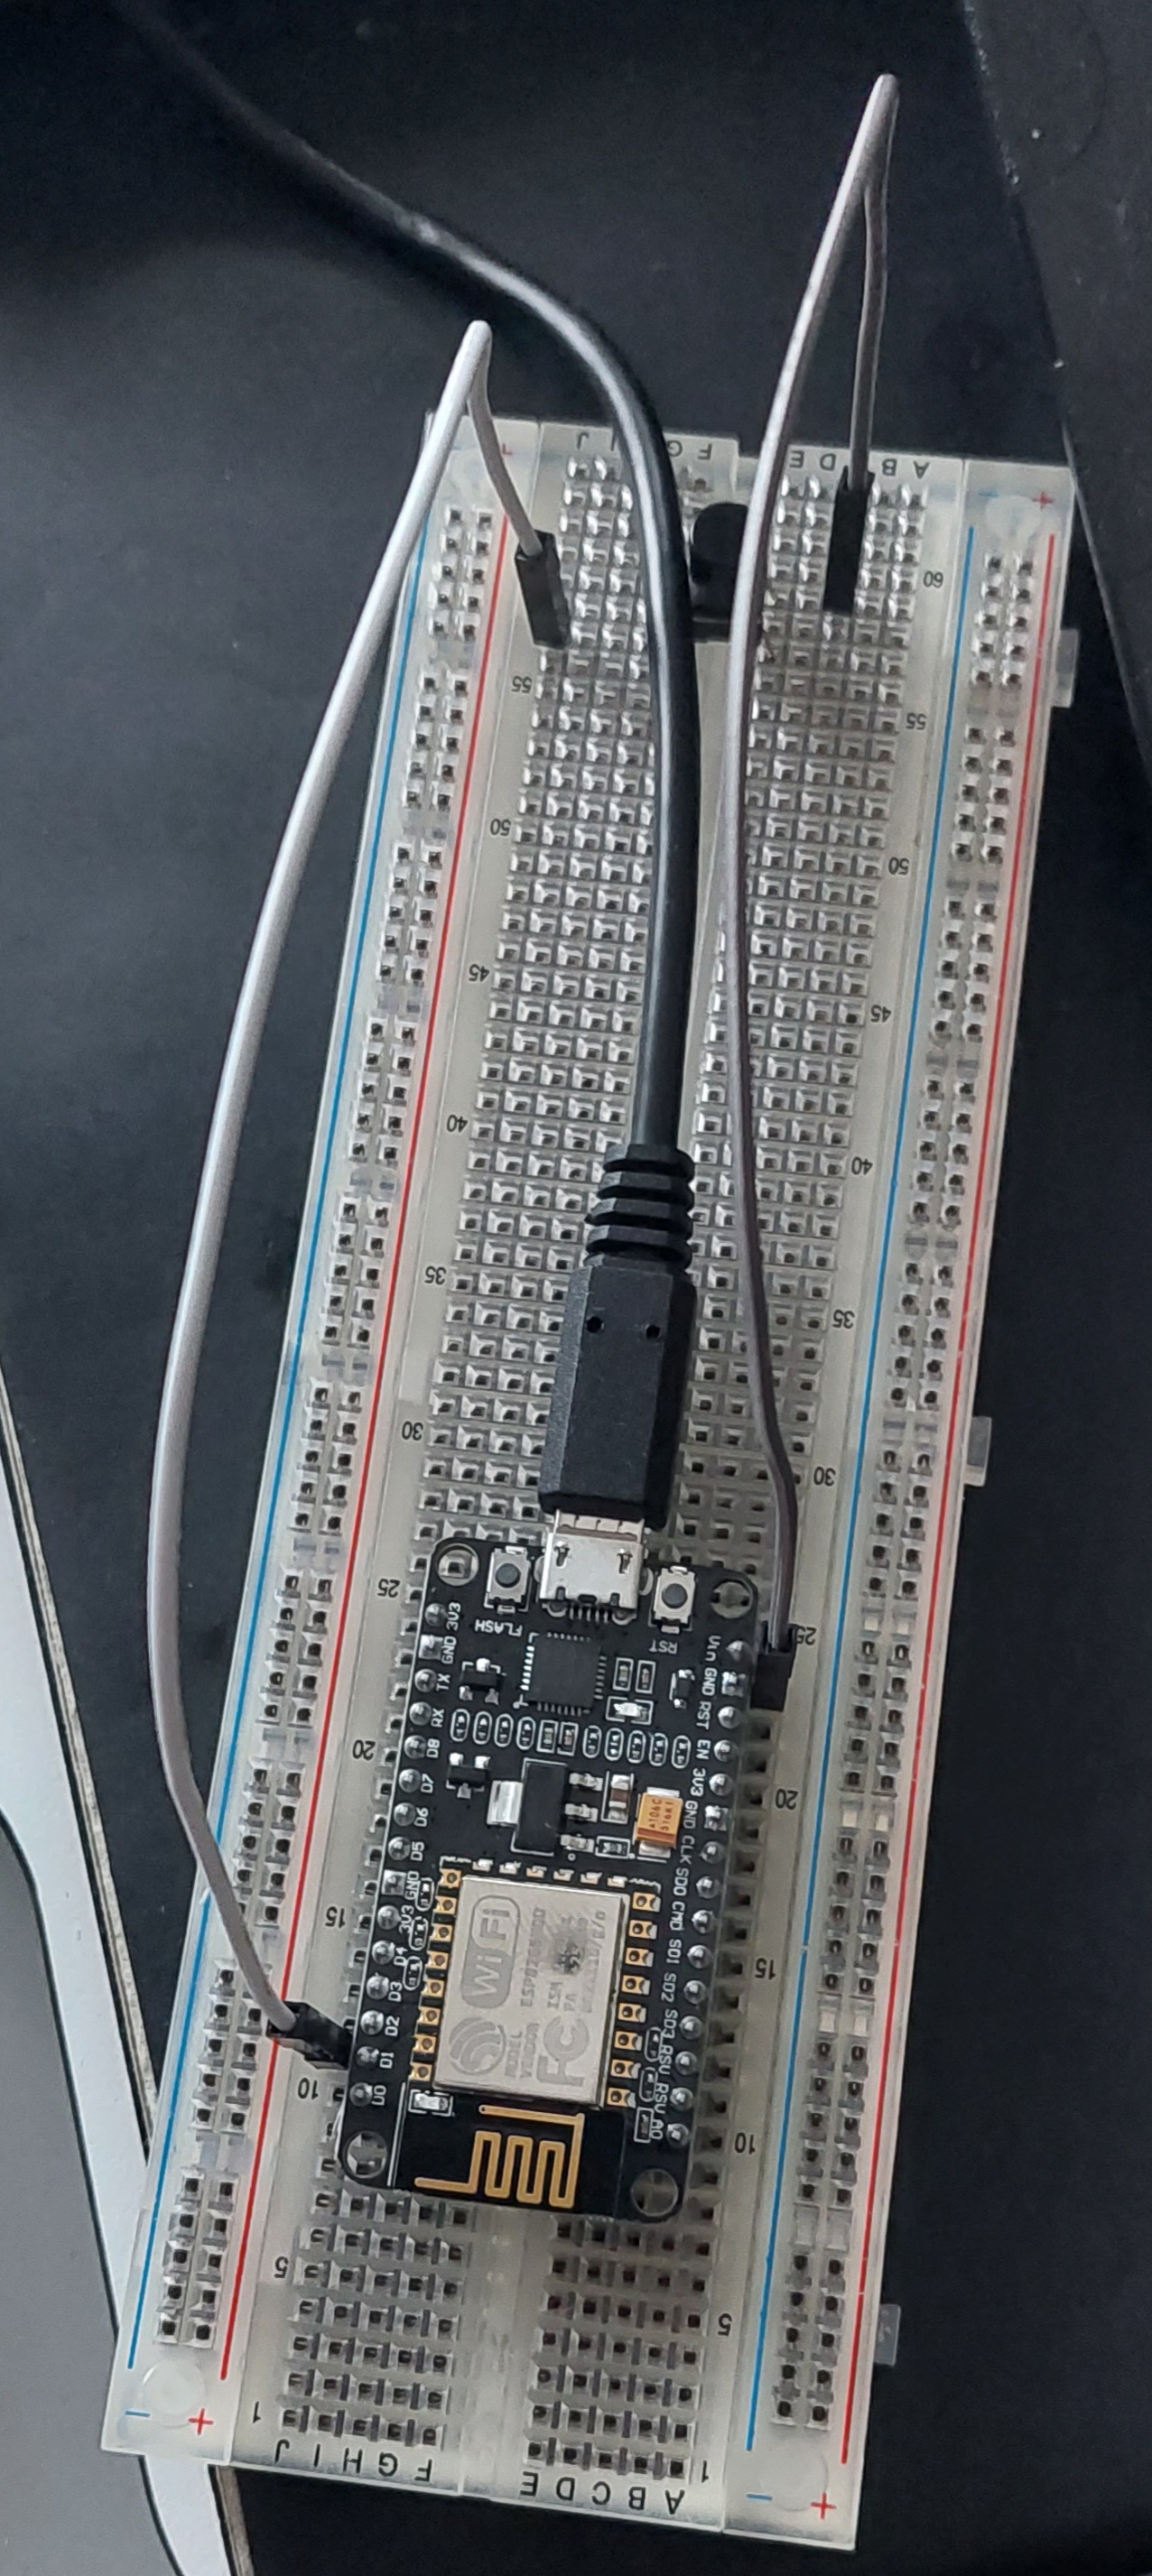 J I G F E D B A
+
- +
60
55 55
50 50
45 45
40 40
35 35
30 30
25 25
FLASH RST
3V3
GND
TX
RX
D8
D7
D6
D5
GND
3V3
D4
D3
D2
D1
D0
Vin
GND
RST
EN
3V3
GND
CLK
SD0
CMD
SD1
SD2
SD3
RSV
RSV
A0
20 20
15 15
10 10
A106C
WiFi
MODEL
VENDOR
ISM
PA
FC
5 5
1 1
- +
J I H G F E D C B A
- +